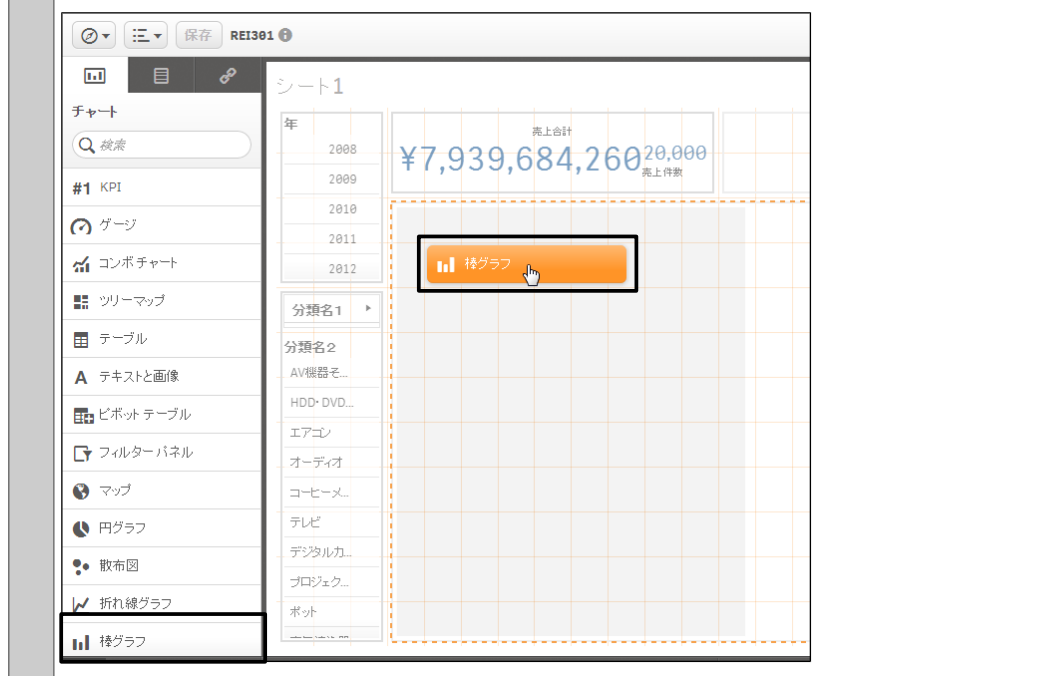 保存 REI301
シート1
チャート
検索
#1 KPI
ゲージ
コンボ チャート
ツリーマップ
テーブル
A テキストと画像
ピボット テーブル
フィルター パネル
マップ
円グラフ
散布図
折れ線グラフ
棒グラフ
年
2008
2009
2010
2011
2012
分類名1
分類名2
AV機器そ...
HDD・DVD...
エアコン
オーディオ
コーヒーメ...
テレビ
デジタルカ...
プロジェク...
ポット
売上合計
¥7,939,684,260
20,000
売上件数
棒グラフ